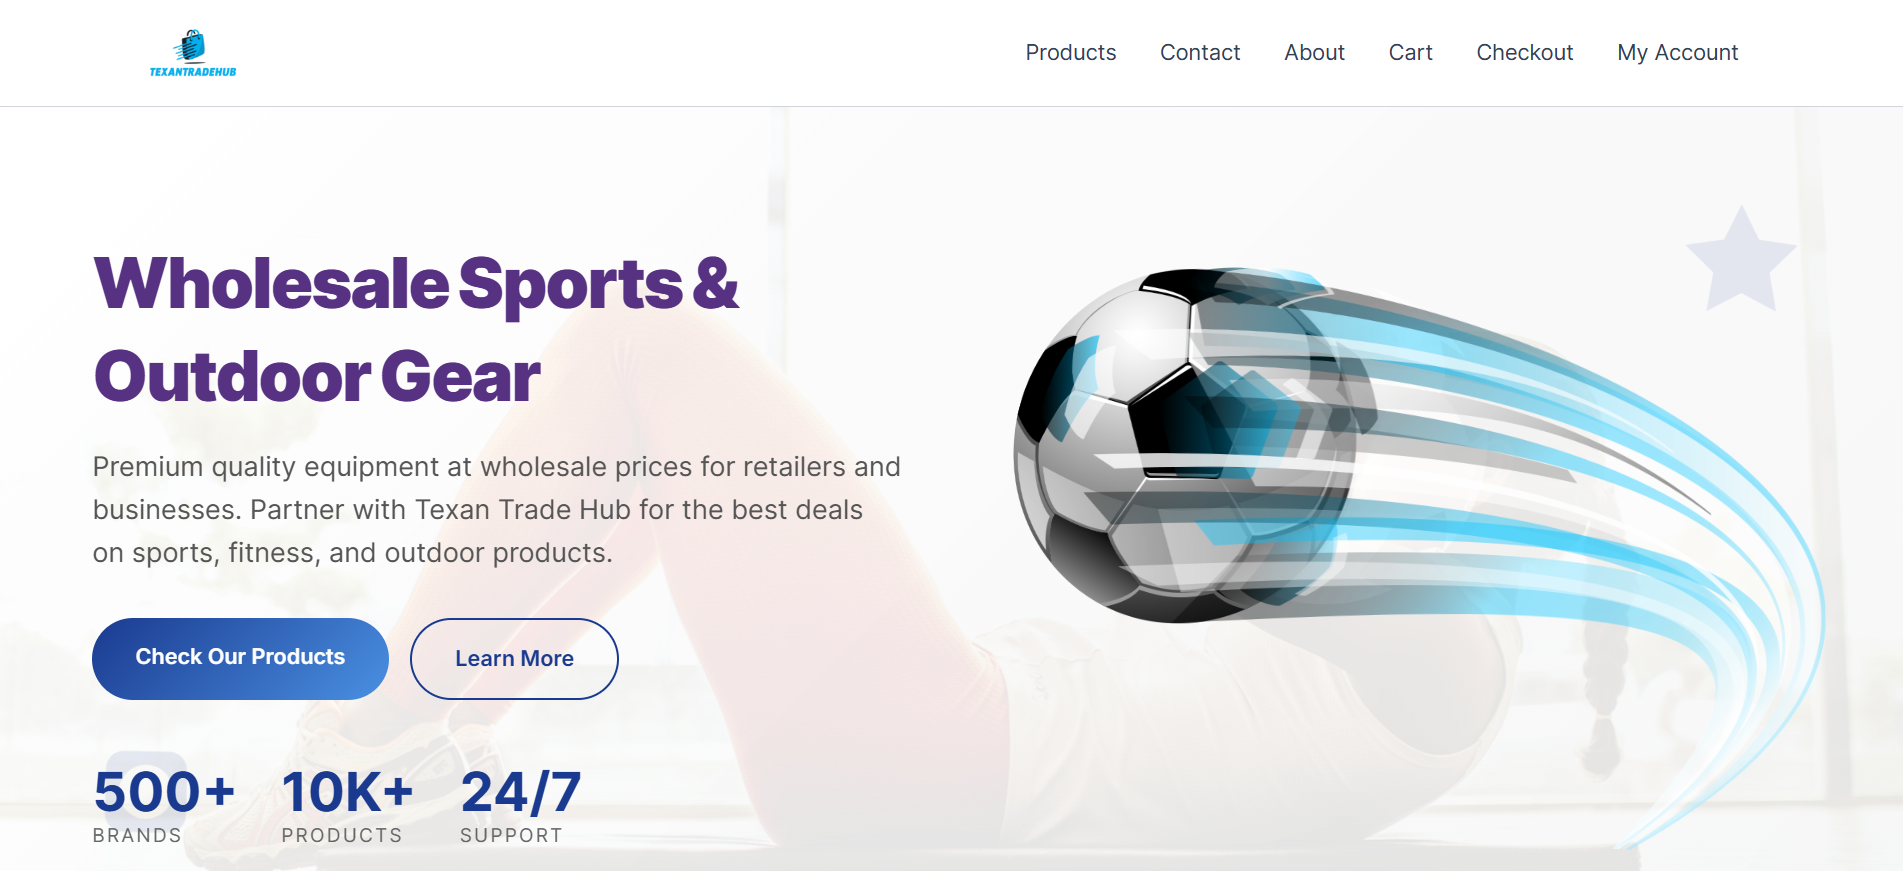 TEXANTRADEHUB
Products Contact About Cart Checkout My Account
Wholesale Sports &
Outdoor Gear
Premium quality equipment at wholesale prices for retailers and
businesses. Partner with Texan Trade Hub for the best deals
on sports, fitness, and outdoor products.
Check Our Products Learn More
500+ 10K+ 24/7
BRANDS PRODUCTS SUPPORT